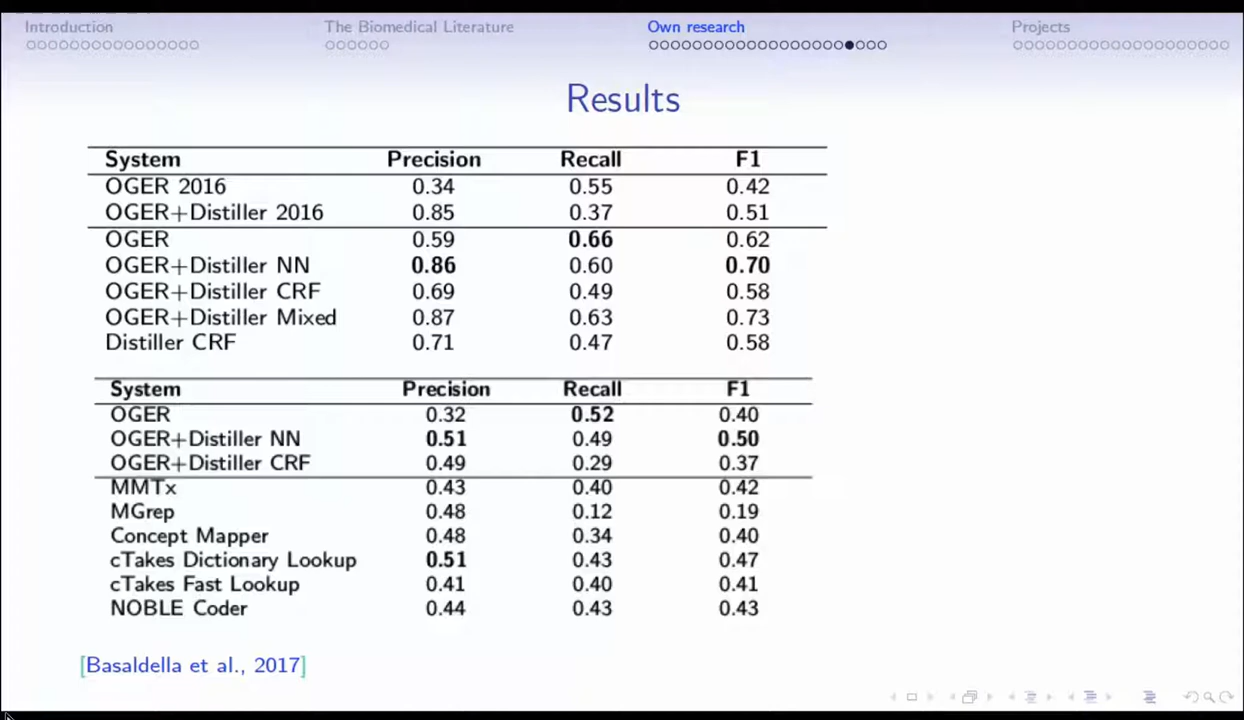 Introduction The Biomedical Literature Own research Projects
Results
System Precision Recall F1
OGER 2016 0.34 0.55 0.42
OGER+Distiller 2016 0.85 0.37 0.51
OGER 0.59 0.66 0.62
OGER+Distiller NN 0.86 0.60 0.70
OGER+Distiller CRF 0.69 0.49 0.58
OGER+Distiller Mixed 0.87 0.63 0.73
Distiller CRF 0.71 0.47 0.58
System Precision Recall F1
OGER 0.32 0.52 0.40
OGER+Distiller NN 0.51 0.49 0.50
OGER+Distiller CRF 0.49 0.29 0.37
MMTx 0.43 0.40 0.42
MGrep 0.48 0.12 0.19
Concept Mapper 0.48 0.34 0.40
cTakes Dictionary Lookup 0.51 0.43 0.47
cTakes Fast Lookup 0.41 0.40 0.41
NOBLE Coder 0.44 0.43 0.43
[Basaldella et al., 2017]